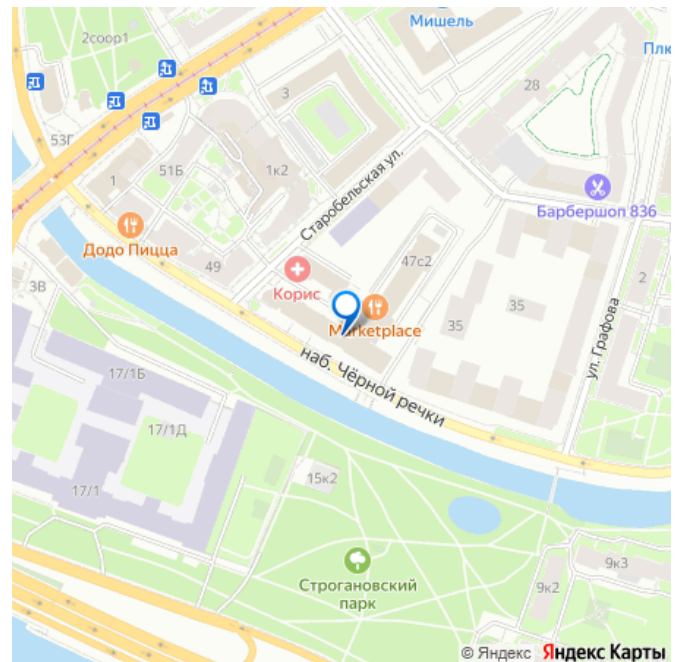 Мишель
2соор1
Плю
28
3
53Г
51Б
1к2
1
Старобельская ул.
Барбершоп 83б
Додо Пицца
49
Корис
47с2
2
3В
Marketplace
35
35
ул. Графова
наб. Чёрной речки
17/1Б
17/1Д
17/1
15к2
Строгановский
парк
9к3
9к2
© Яндекс Яндекс Карты